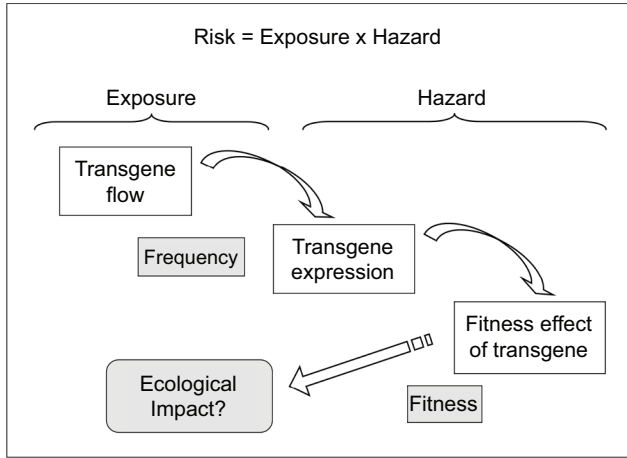 Risk = Exposure x Hazard
Exposure
Hazard
Transgene
flow
Frequency
Transgene
expression
Fitness effect
of transgene
Ecological
Impact?
Fitness